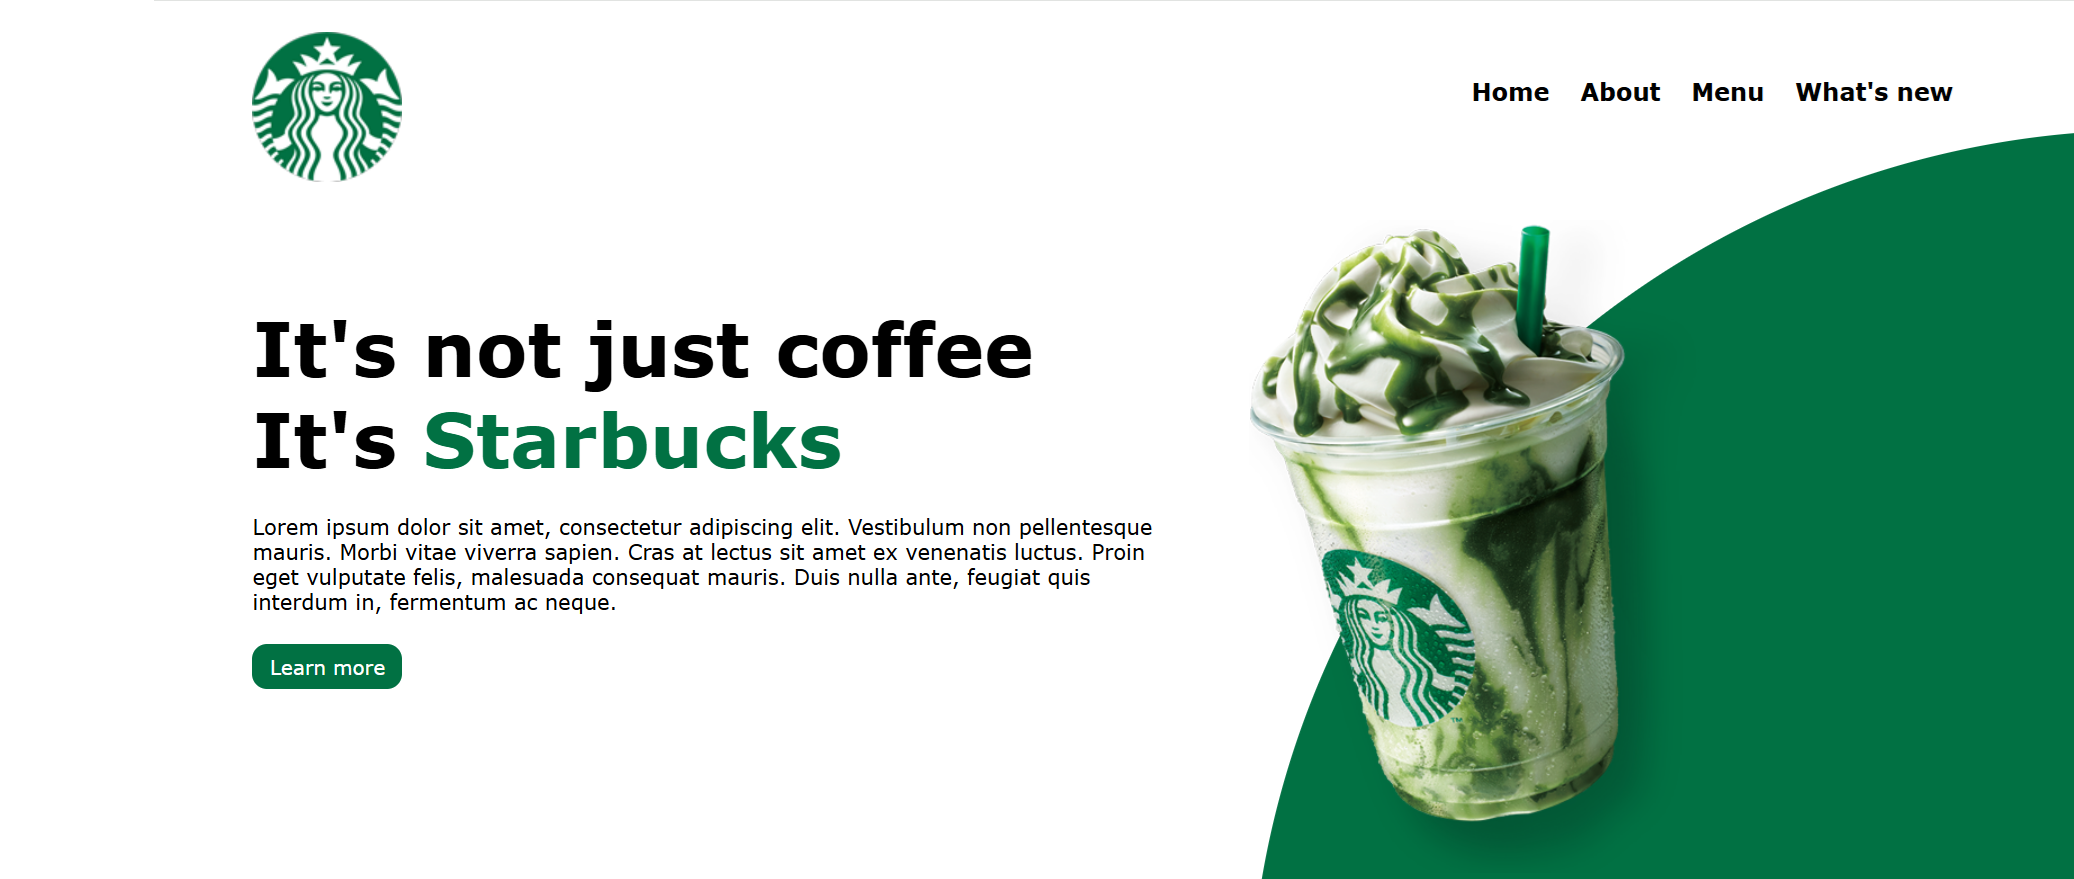 Home About Menu What's new
It's not just coffee
It's Starbucks
Lorem ipsum dolor sit amet, consectetur adipiscing elit. Vestibulum non pellentesque
mauris. Morbi vitae viverra sapien. Cras at lectus sit amet ex venenatis luctus. Proin
eget vulputate felis, malesuada consequat mauris. Duis nulla ante, feugiat quis
interdum in, fermentum ac neque.
Learn more
TM